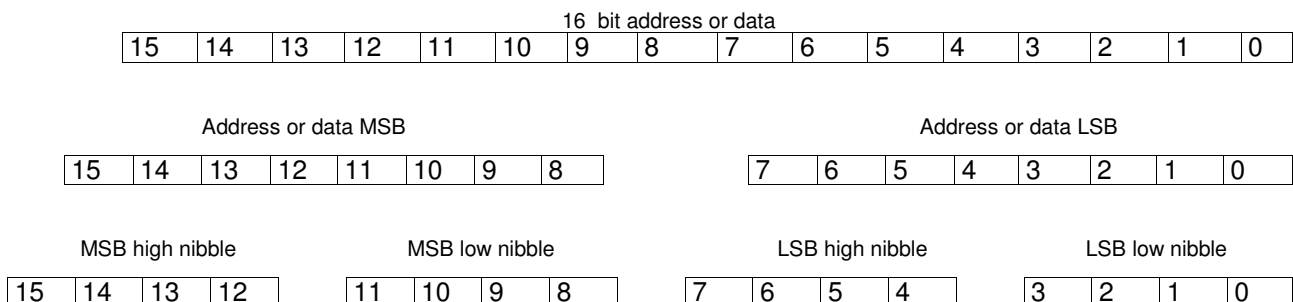 16 bit address or data
15 14 13 12 11 10 9 8 7 6 5 4 3 2 1 0
Address or data MSB Address or data LSB
15 14 13 12 11 10 9 8 7 6 5 4 3 2 1 0
MSB high nibble MSB low nibble LSB high nibble LSB low nibble
15 14 13 12 11 10 9 8 7 6 5 4 3 2 1 0